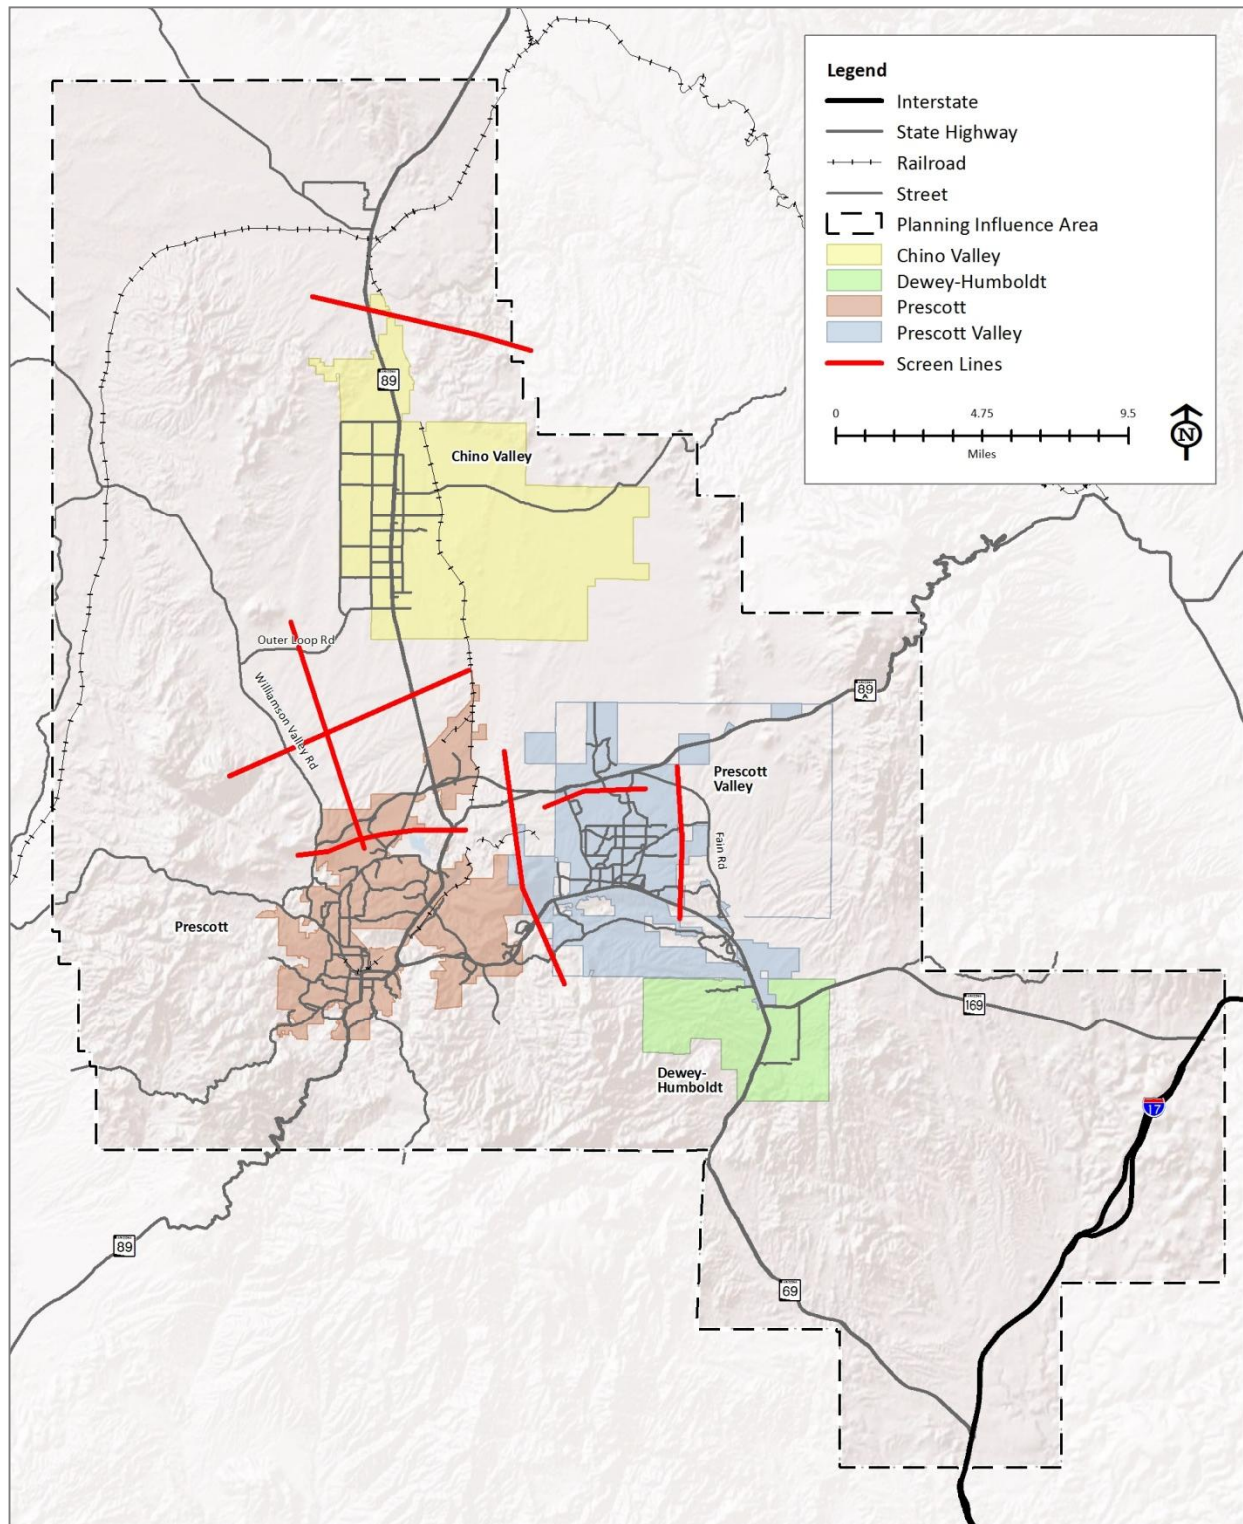 Legend
Interstate
State Highway
Railroad
Street
Planning Influence Area
Chino Valley
Dewey-Humboldt
Prescott
Prescott Valley
Screen Lines
0 4.75 9.5
Miles
N
89
Chino Valley
Outer Loop Rd
Williamson Valley Rd
89
A
Prescott
Valley
Fain Rd
Prescott
169
Dewey-
Humboldt
17
89
69